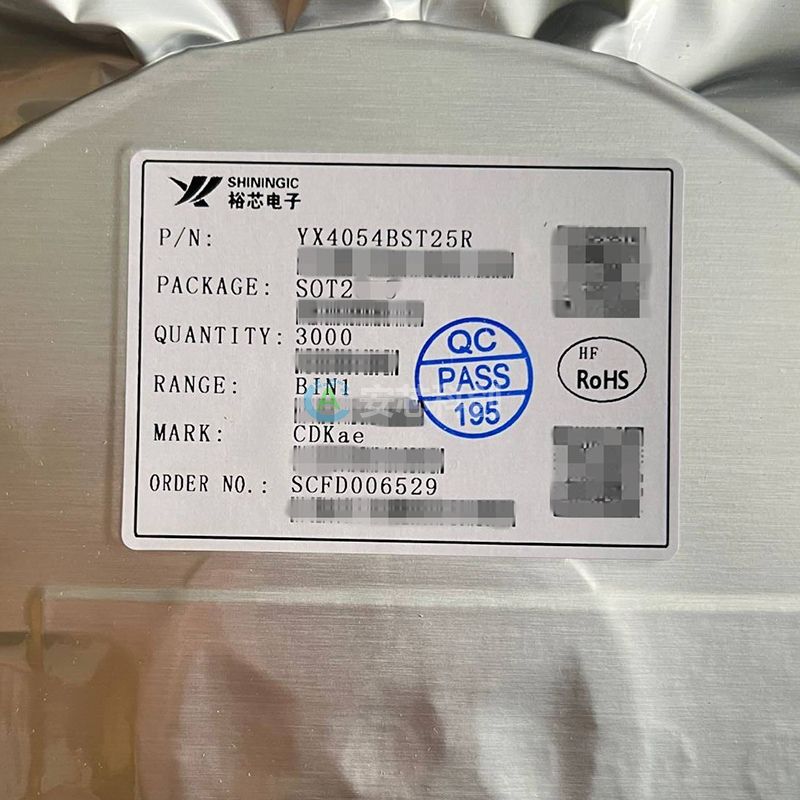 SHININGIC
裕芯电子
P/N: YX4054BST25R
PACKAGE: SOT2
QUANTITY: 3000
RANGE: BIN1
MARK: CDKae
ORDER NO.: SCFD006529
QC
PASS
195
HF
RoHS